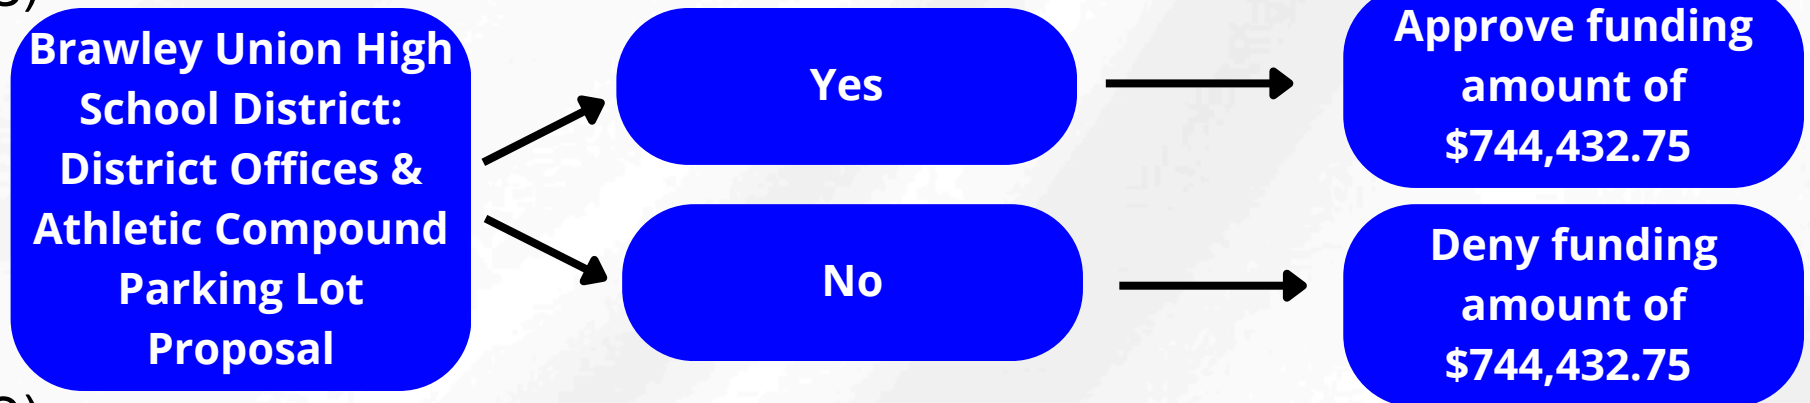 Brawley Union High
School District:
District Offices &
Athletic Compound
Parking Lot
Proposal
Yes
Approve funding
amount of
$744,432.75
No
Deny funding
amount of
$744,432.75